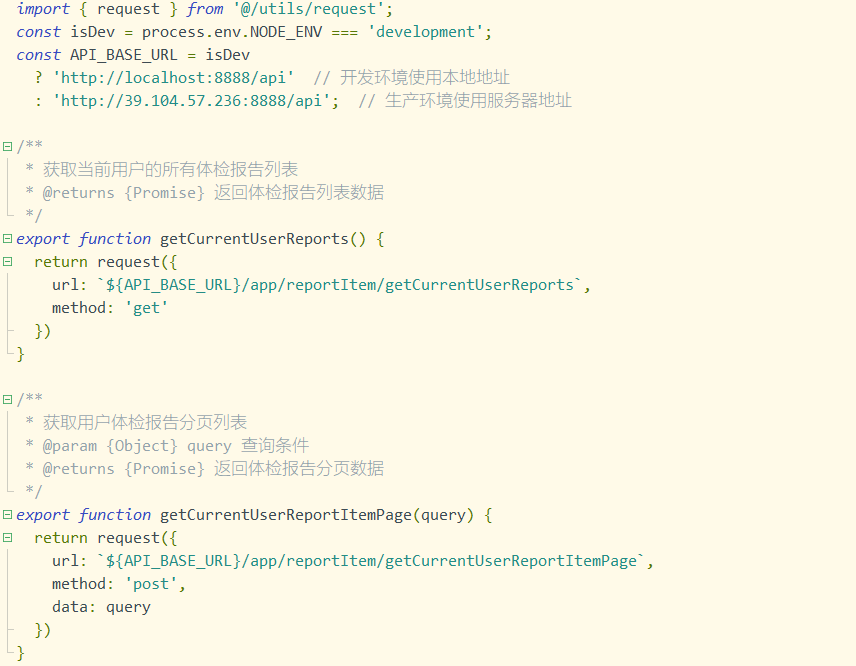 import { request } from '@/utils/request';
const isDev = process.env.NODE_ENV === 'development';
const API_BASE_URL = isDev
  ? 'http://localhost:8888/api'  // 开发环境使用本地地址
  : 'http://39.104.57.236:8888/api';  // 生产环境使用服务器地址

/**
 * 获取当前用户的所有体检报告列表
 * @returns {Promise} 返回体检报告列表数据
 */
export function getCurrentUserReports() {
  return request({
    url: `${API_BASE_URL}/app/reportItem/getCurrentUserReports`,
    method: 'get'
  })
}

/**
 * 获取用户体检报告分页列表
 * @param {Object} query 查询条件
 * @returns {Promise} 返回体检报告分页数据
 */
export function getCurrentUserReportItemPage(query) {
  return request({
    url: `${API_BASE_URL}/app/reportItem/getCurrentUserReportItemPage`,
    method: 'post',
    data: query
  })
}